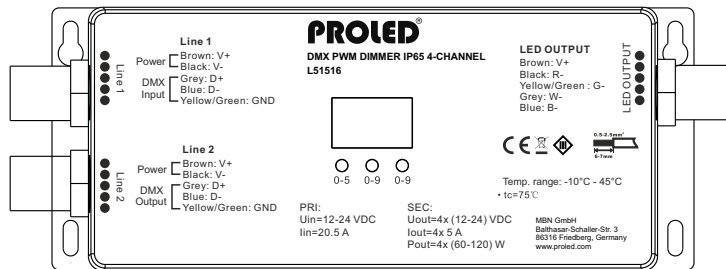 PROLED®
DMX PWM DIMMER IP65 4-CHANNEL
L51516
Line 1
Line 1
Power
Brown: V+
Black: V-
DMX
Input
Grey: D+
Blue: D-
Yellow/Green: GND
Line 2
Line 2
Power
Brown: V+
Black: V-
DMX
Output
Grey: D+
Blue: D-
Yellow/Green: GND
0-5 0-9 0-9
PRI:
Uin=12-24 VDC
Iin=20.5 A
SEC:
Uout=4x (12-24) VDC
Iout=4x 5 A
Pout=4x (60-120) W
LED OUTPUT
Brown: V+
Black: R-
Yellow/Green : G-
Grey: W-
Blue: B-
LED OUTPUT
CE
III
0.5-2.5mm²
6-7mm
Temp. range: -10°C - 45°C
• tc=75℃
MBN GmbH
Balthasar-Schaller-Str. 3
86316 Friedberg, Germany
www.proled.com